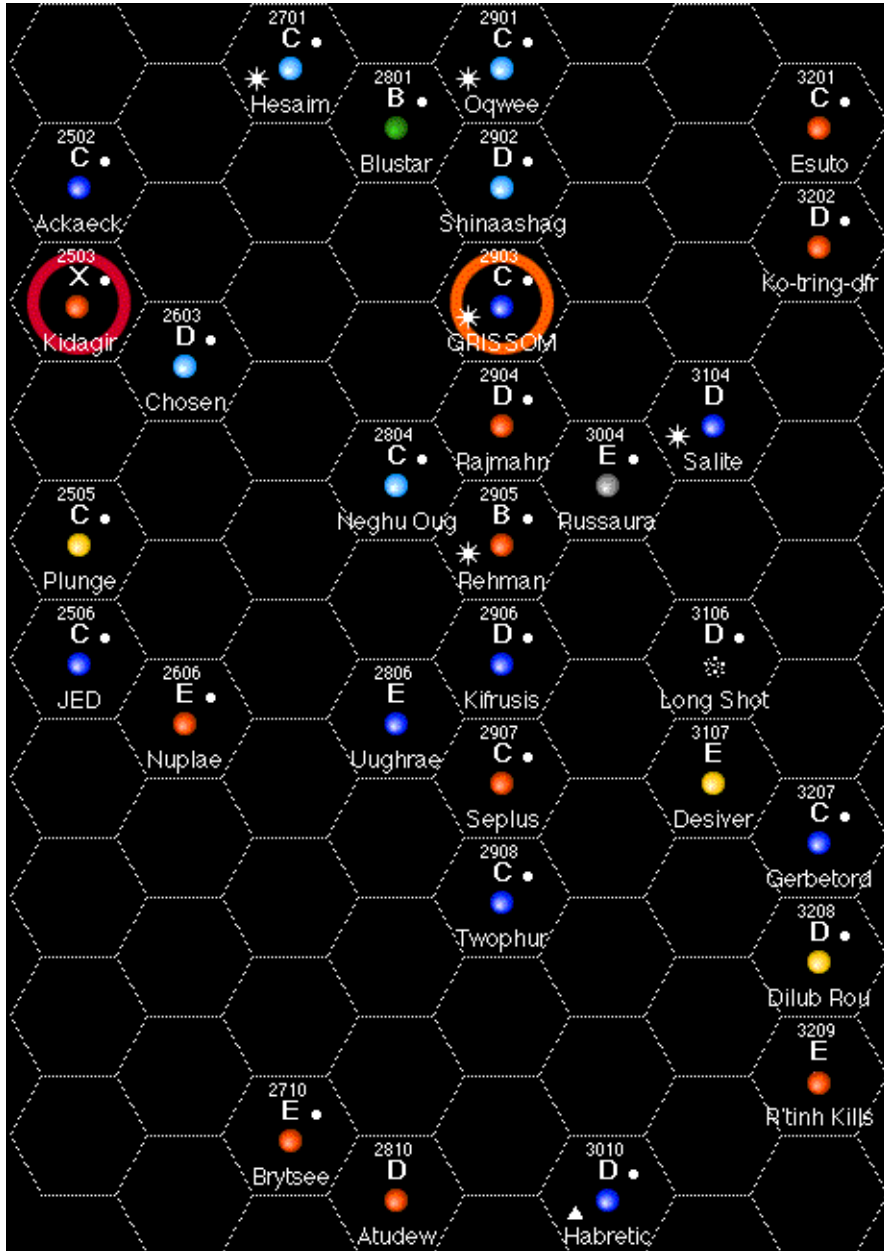 2701
C
Hesaim
2901
C
Oqwee
2801
B
Blustar
3201
C
Esuto
2502
C
Ackaeck
2902
D
Shinaashag
3202
D
Ko-tring-dfr
2503
X
Kidagir
2903
C
GRISSOM
2603
D
Chosen
2904
D
Rajmahn
3104
D
Salite
2804
C
Neghu Oug
3004
E
Russaura
2505
C
Plunge
2905
B
Rehman
2506
C
JED
2906
D
Kifrusis
3106
D
Long Shot
2606
E
Nuplae
2806
E
Uughrae
2907
C
Seplus
3107
E
Desiver
3207
C
Gerbetord
2908
C
Twophur
3208
D
Dilub Rou
3209
E
R'tinh Kills
2710
E
Brytsee
2810
D
Atudew
3010
D
Habretic